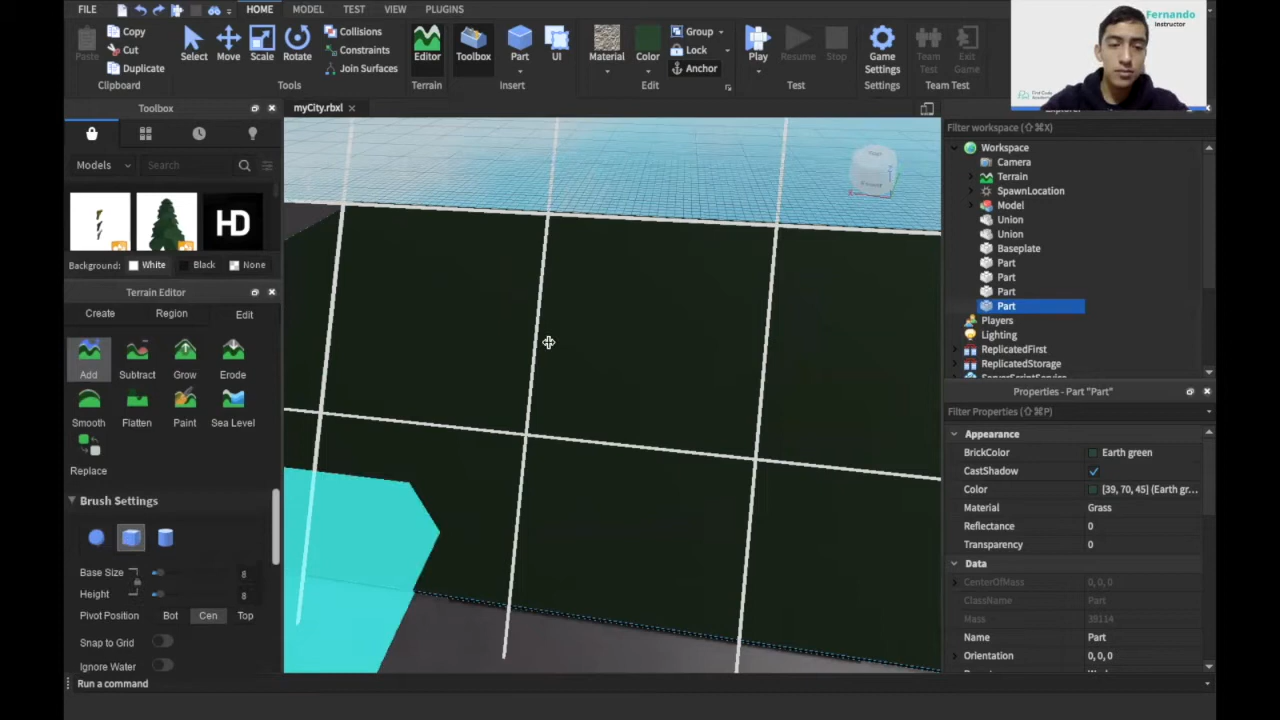 FILE HOME MODEL TEST VIEW PLUGINS
Fernando
Instructor
Paste Copy Cut Duplicate
Select Move Scale Rotate
Collisions Constraints Join Surfaces
Editor Toolbox Part UI
Material Color Group Lock Anchor
Play Resume Stop
Game Settings Team Test Exit Game
Clipboard Tools Terrain Insert Edit Test Settings Team Test
Toolbox
myCity.rbxl
Models Search
HD
Background: White Black None
Terrain Editor
Create Region Edit
Add Subtract Grow Erode
Smooth Flatten Paint Sea Level
Replace
Brush Settings
Base Size 8
Height 8
Pivot Position Bot Cen Top
Snap to Grid
Ignore Water
Run a command
Filter workspace (⇧⌘X)
Workspace
Camera
Terrain
SpawnLocation
Model
Union
Union
Baseplate
Part
Part
Part
Part
Players
Lighting
ReplicatedFirst
ReplicatedStorage
Properties - Part "Part"
Filter Properties (⇧⌘P)
Appearance
BrickColor Earth green
CastShadow
Color [39, 70, 45] (Earth gr...
Material Grass
Reflectance 0
Transparency 0
Data
CenterOfMass 0, 0, 0
ClassName Part
Mass 39114
Name Part
Orientation 0, 0, 0